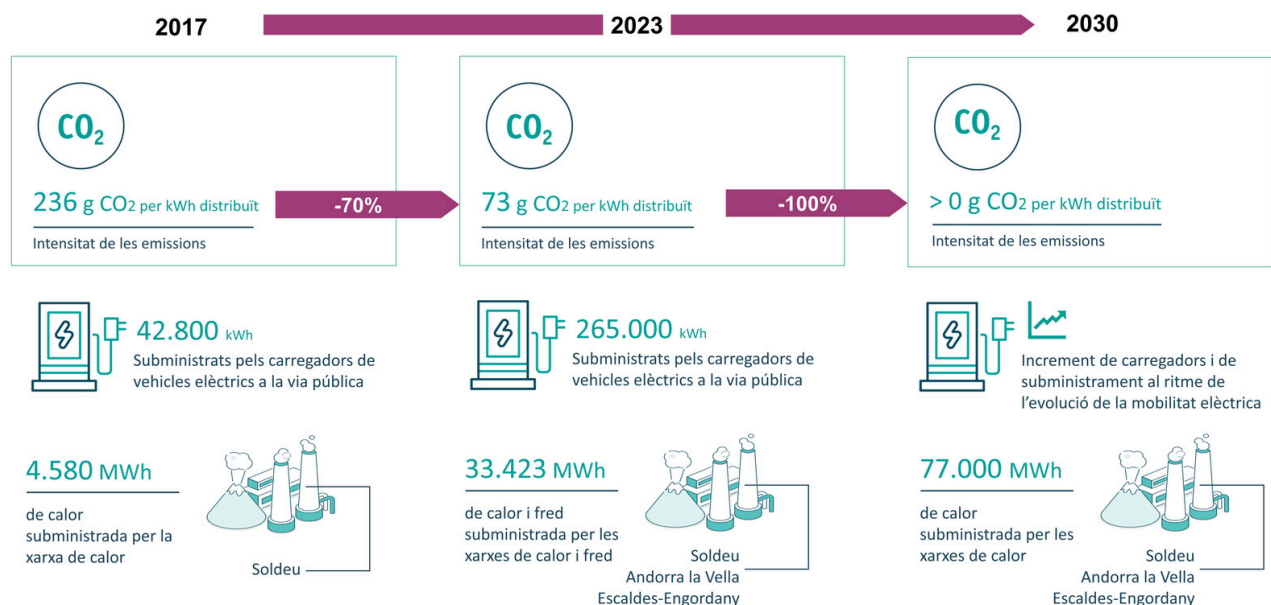 2017
2023
2030
CO2
236 g CO2 per kWh distribuït
Intensitat de les emissions
-70%
CO2
73 g CO2 per kWh distribuït
Intensitat de les emissions
-100%
CO2
> 0 g CO2 per kWh distribuït
Intensitat de les emissions
42.800 kWh
Subministrats pels carregadors de
vehicles elèctrics a la via pública
265.000 kWh
Subministrats pels carregadors de
vehicles elèctrics a la via pública
Increment de carregadors i de
subministrament al ritme de
l’evolució de la mobilitat elèctrica
4.580 MWh
de calor
subministrada per la
xarxa de calor
Soldeu
33.423 MWh
de calor i fred
subministrada per les
xarxes de calor i fred
Soldeu
Andorra la Vella
Escaldes-Engordany
77.000 MWh
de calor
subministrada per les
xarxes de calor
Soldeu
Andorra la Vella
Escaldes-Engordany